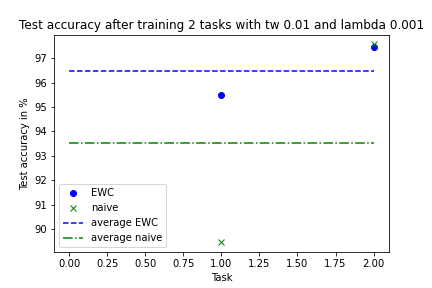 Test accuracy after training 2 tasks with tw 0.01 and lambda 0.001
Test accuracy in %
97
96
95
94
93
92
91
90
EWC
naive
average EWC
average naive
0.00 0.25 0.50 0.75 1.00 1.25 1.50 1.75 2.00
Task